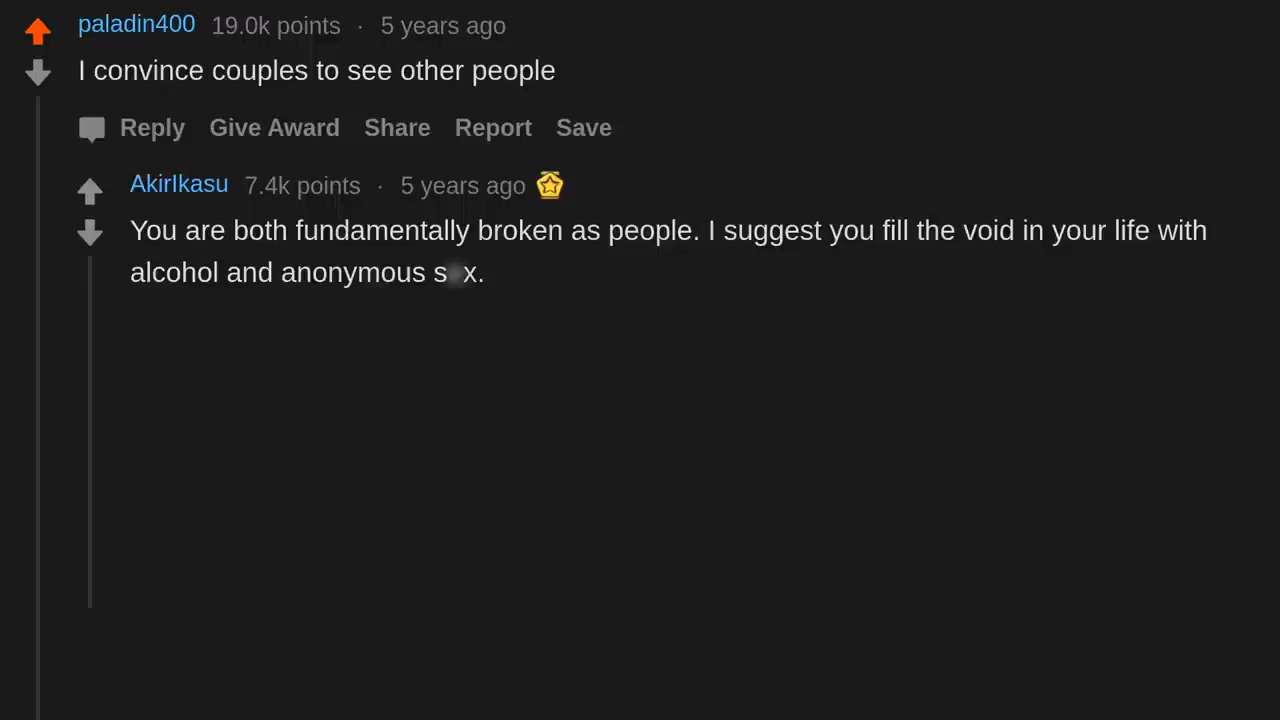 paladin400 19.0k points · 5 years ago
I convince couples to see other people
Reply Give Award Share Report Save
AkirIkasu 7.4k points · 5 years ago
You are both fundamentally broken as people. I suggest you fill the void in your life with
alcohol and anonymous s x.